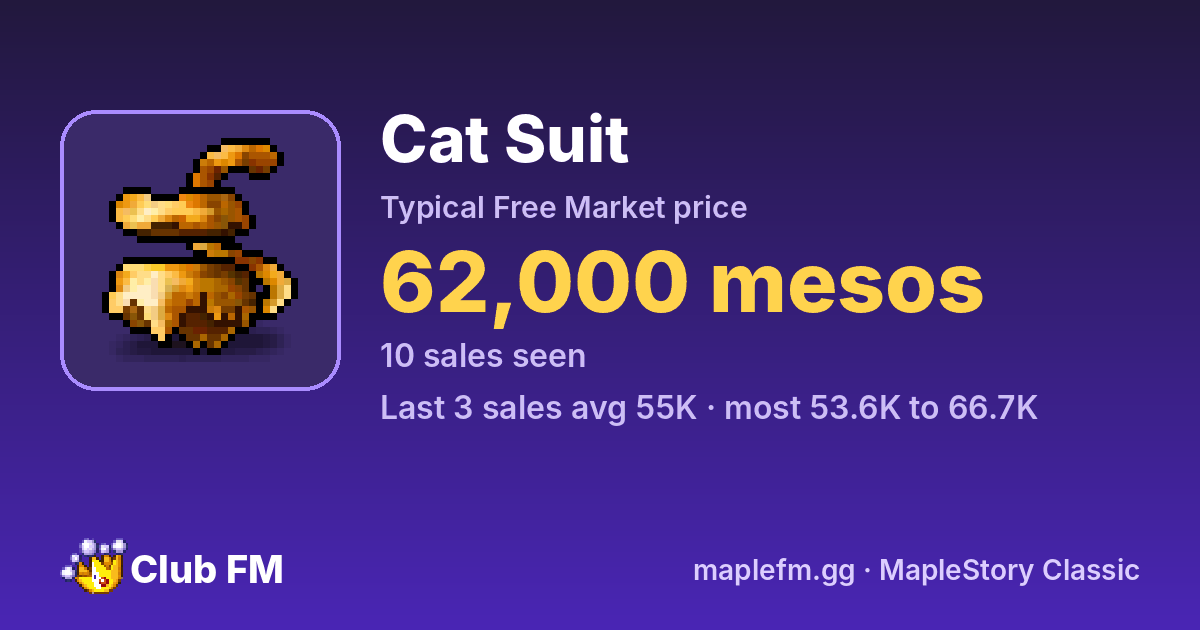 Cat Suit
Typical Free Market price
62,000 mesos
10 sales seen
Last 3 sales avg 55K · most 53.6K to 66.7K
Club FM
maplefm.gg · MapleStory Classic